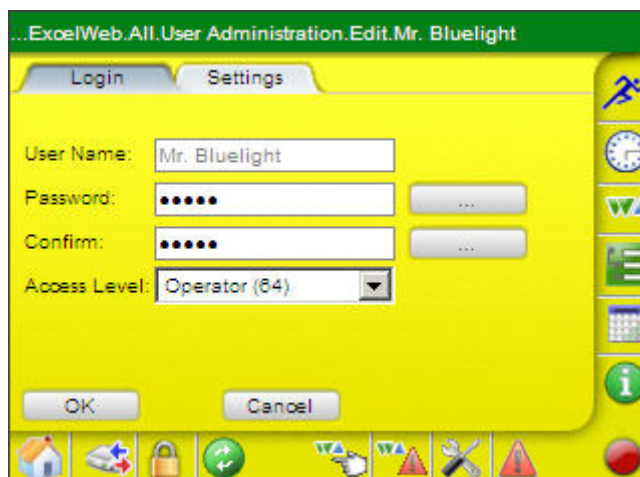 ...ExcelWeb.All.User Administration.Edit.Mr. Bluelight
Login Settings
User Name: Mr. Bluelight
Password: ●●●●● ...
Confirm: ●●●●● ...
Access Level: Operator (64)
OK Cancel